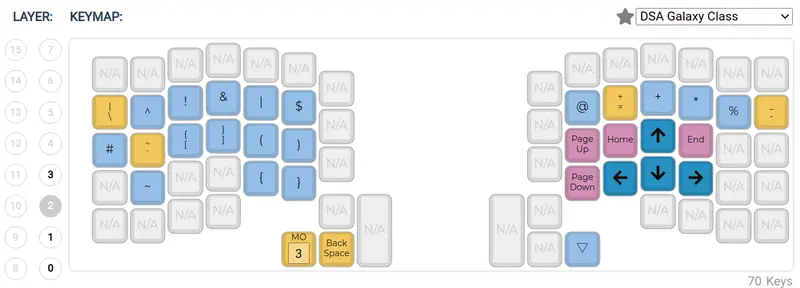 LAYER: KEYMAP: DSA Galaxy Class
15 7 N/A N/A N/A N/A N/A N/A N/A N/A N/A N/A N/A N/A
14 6 N/A N/A
13 5 | \ ^ ! & | $ @ + = + * % _ -
N/A N/A
12 4 # ~ ` { [ } ] ( ) Page Up Home ↑ End N/A N/A
N/A N/A
11 3 N/A ~ N/A N/A { } Page Down ← ↓ → N/A N/A
10 2 N/A N/A N/A N/A N/A N/A N/A N/A N/A N/A N/A N/A
9 1 MO 3 Back Space N/A ▽
8 0
70 Keys